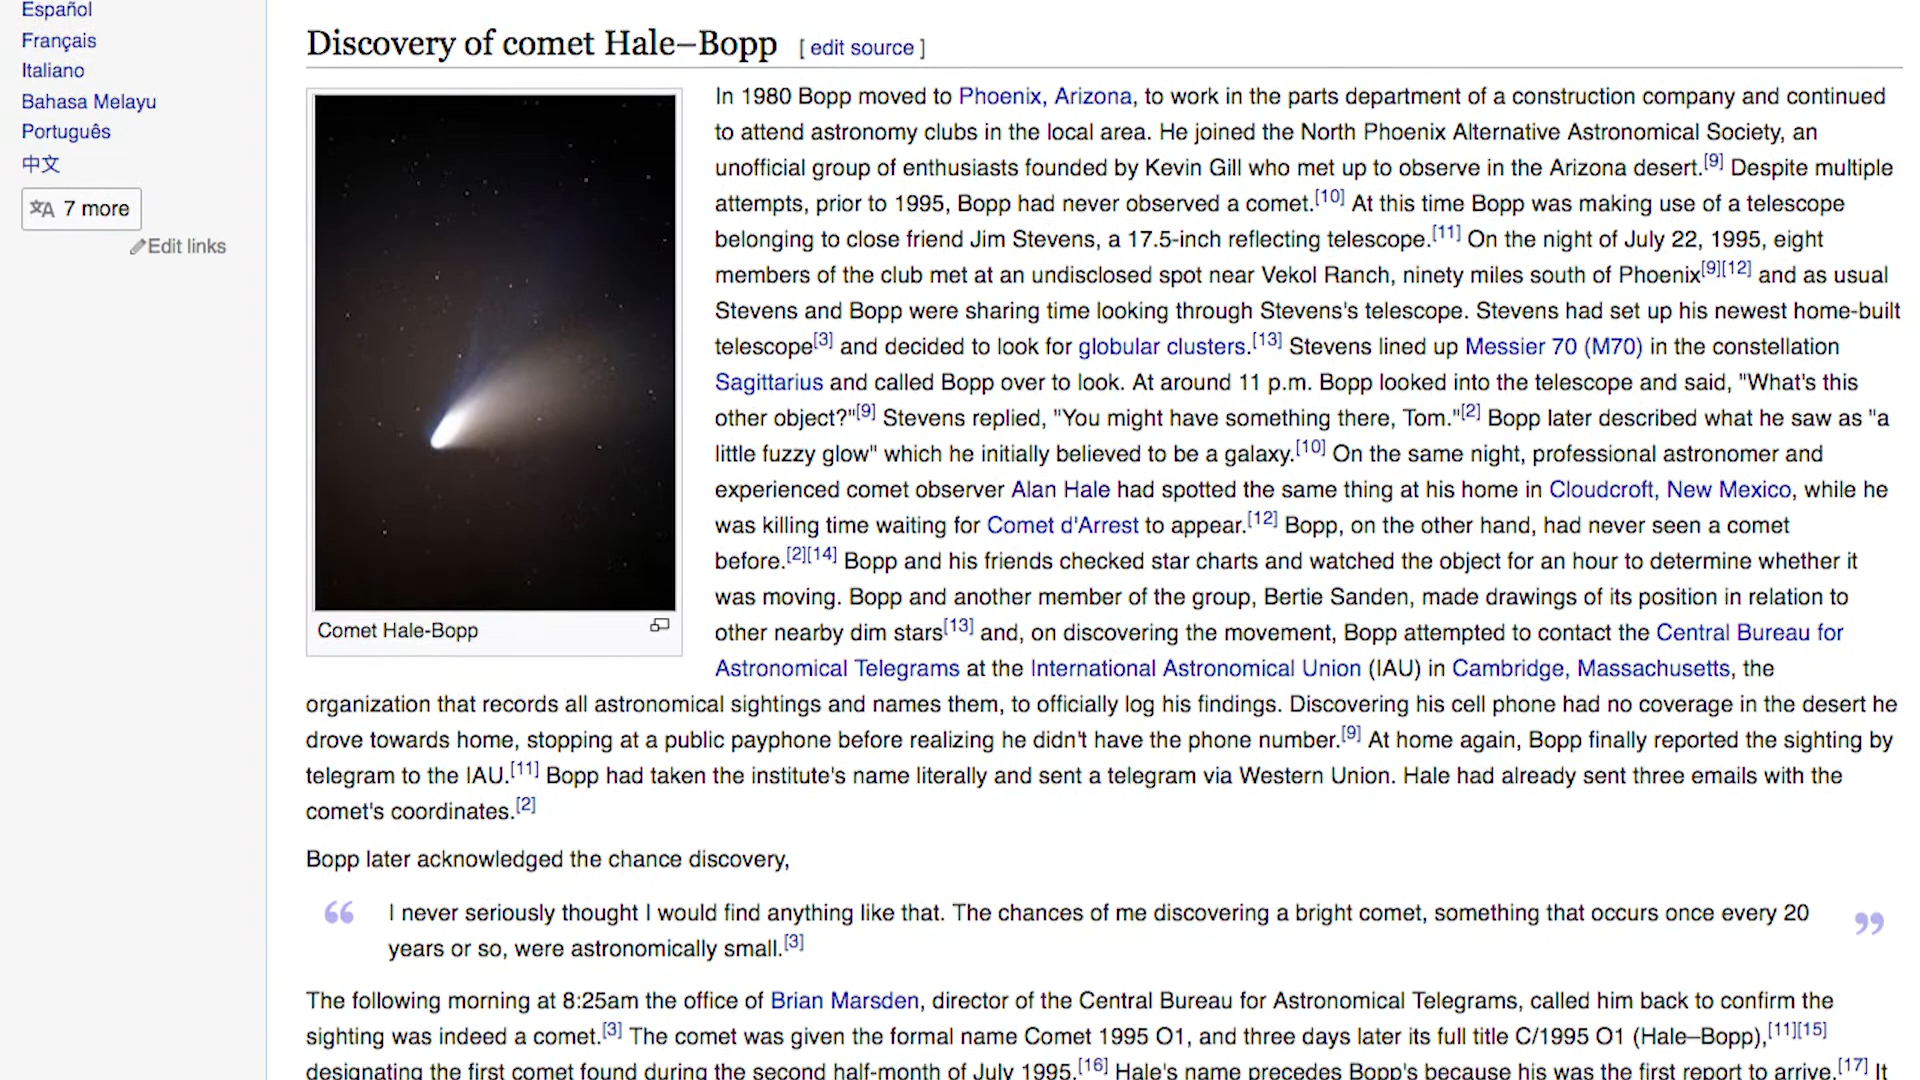 Español
Français
Italiano
Bahasa Melayu
Português
中文
7 more
Edit links
Discovery of comet Hale–Bopp [ edit source ]
In 1980 Bopp moved to Phoenix, Arizona, to work in the parts department of a construction company and continued
to attend astronomy clubs in the local area. He joined the North Phoenix Alternative Astronomical Society, an
unofficial group of enthusiasts founded by Kevin Gill who met up to observe in the Arizona desert.[9] Despite multiple
attempts, prior to 1995, Bopp had never observed a comet.[10] At this time Bopp was making use of a telescope
belonging to close friend Jim Stevens, a 17.5-inch reflecting telescope.[11] On the night of July 22, 1995, eight
members of the club met at an undisclosed spot near Vekol Ranch, ninety miles south of Phoenix[9][12] and as usual
Stevens and Bopp were sharing time looking through Stevens's telescope. Stevens had set up his newest home-built
telescope[3] and decided to look for globular clusters.[13] Stevens lined up Messier 70 (M70) in the constellation
Sagittarius and called Bopp over to look. At around 11 p.m. Bopp looked into the telescope and said, "What's this
other object?"[9] Stevens replied, "You might have something there, Tom."[2] Bopp later described what he saw as "a
little fuzzy glow" which he initially believed to be a galaxy.[10] On the same night, professional astronomer and
experienced comet observer Alan Hale had spotted the same thing at his home in Cloudcroft, New Mexico, while he
was killing time waiting for Comet d'Arrest to appear.[12] Bopp, on the other hand, had never seen a comet
before.[2][14] Bopp and his friends checked star charts and watched the object for an hour to determine whether it
was moving. Bopp and another member of the group, Bertie Sanden, made drawings of its position in relation to
other nearby dim stars[13] and, on discovering the movement, Bopp attempted to contact the Central Bureau for
Astronomical Telegrams at the International Astronomical Union (IAU) in Cambridge, Massachusetts, the
Comet Hale-Bopp
organization that records all astronomical sightings and names them, to officially log his findings. Discovering his cell phone had no coverage in the desert he
drove towards home, stopping at a public payphone before realizing he didn't have the phone number.[9] At home again, Bopp finally reported the sighting by
telegram to the IAU.[11] Bopp had taken the institute's name literally and sent a telegram via Western Union. Hale had already sent three emails with the
comet's coordinates.[2]
Bopp later acknowledged the chance discovery,
“ I never seriously thought I would find anything like that. The chances of me discovering a bright comet, something that occurs once every 20 ”
years or so, were astronomically small.[3]
The following morning at 8:25am the office of Brian Marsden, director of the Central Bureau for Astronomical Telegrams, called him back to confirm the
sighting was indeed a comet.[3] The comet was given the formal name Comet 1995 O1, and three days later its full title C/1995 O1 (Hale–Bopp),[11][15]
designating the first comet found during the second half-month of July 1995.[16] Hale's name precedes Bopp's because his was the first report to arrive.[17] It